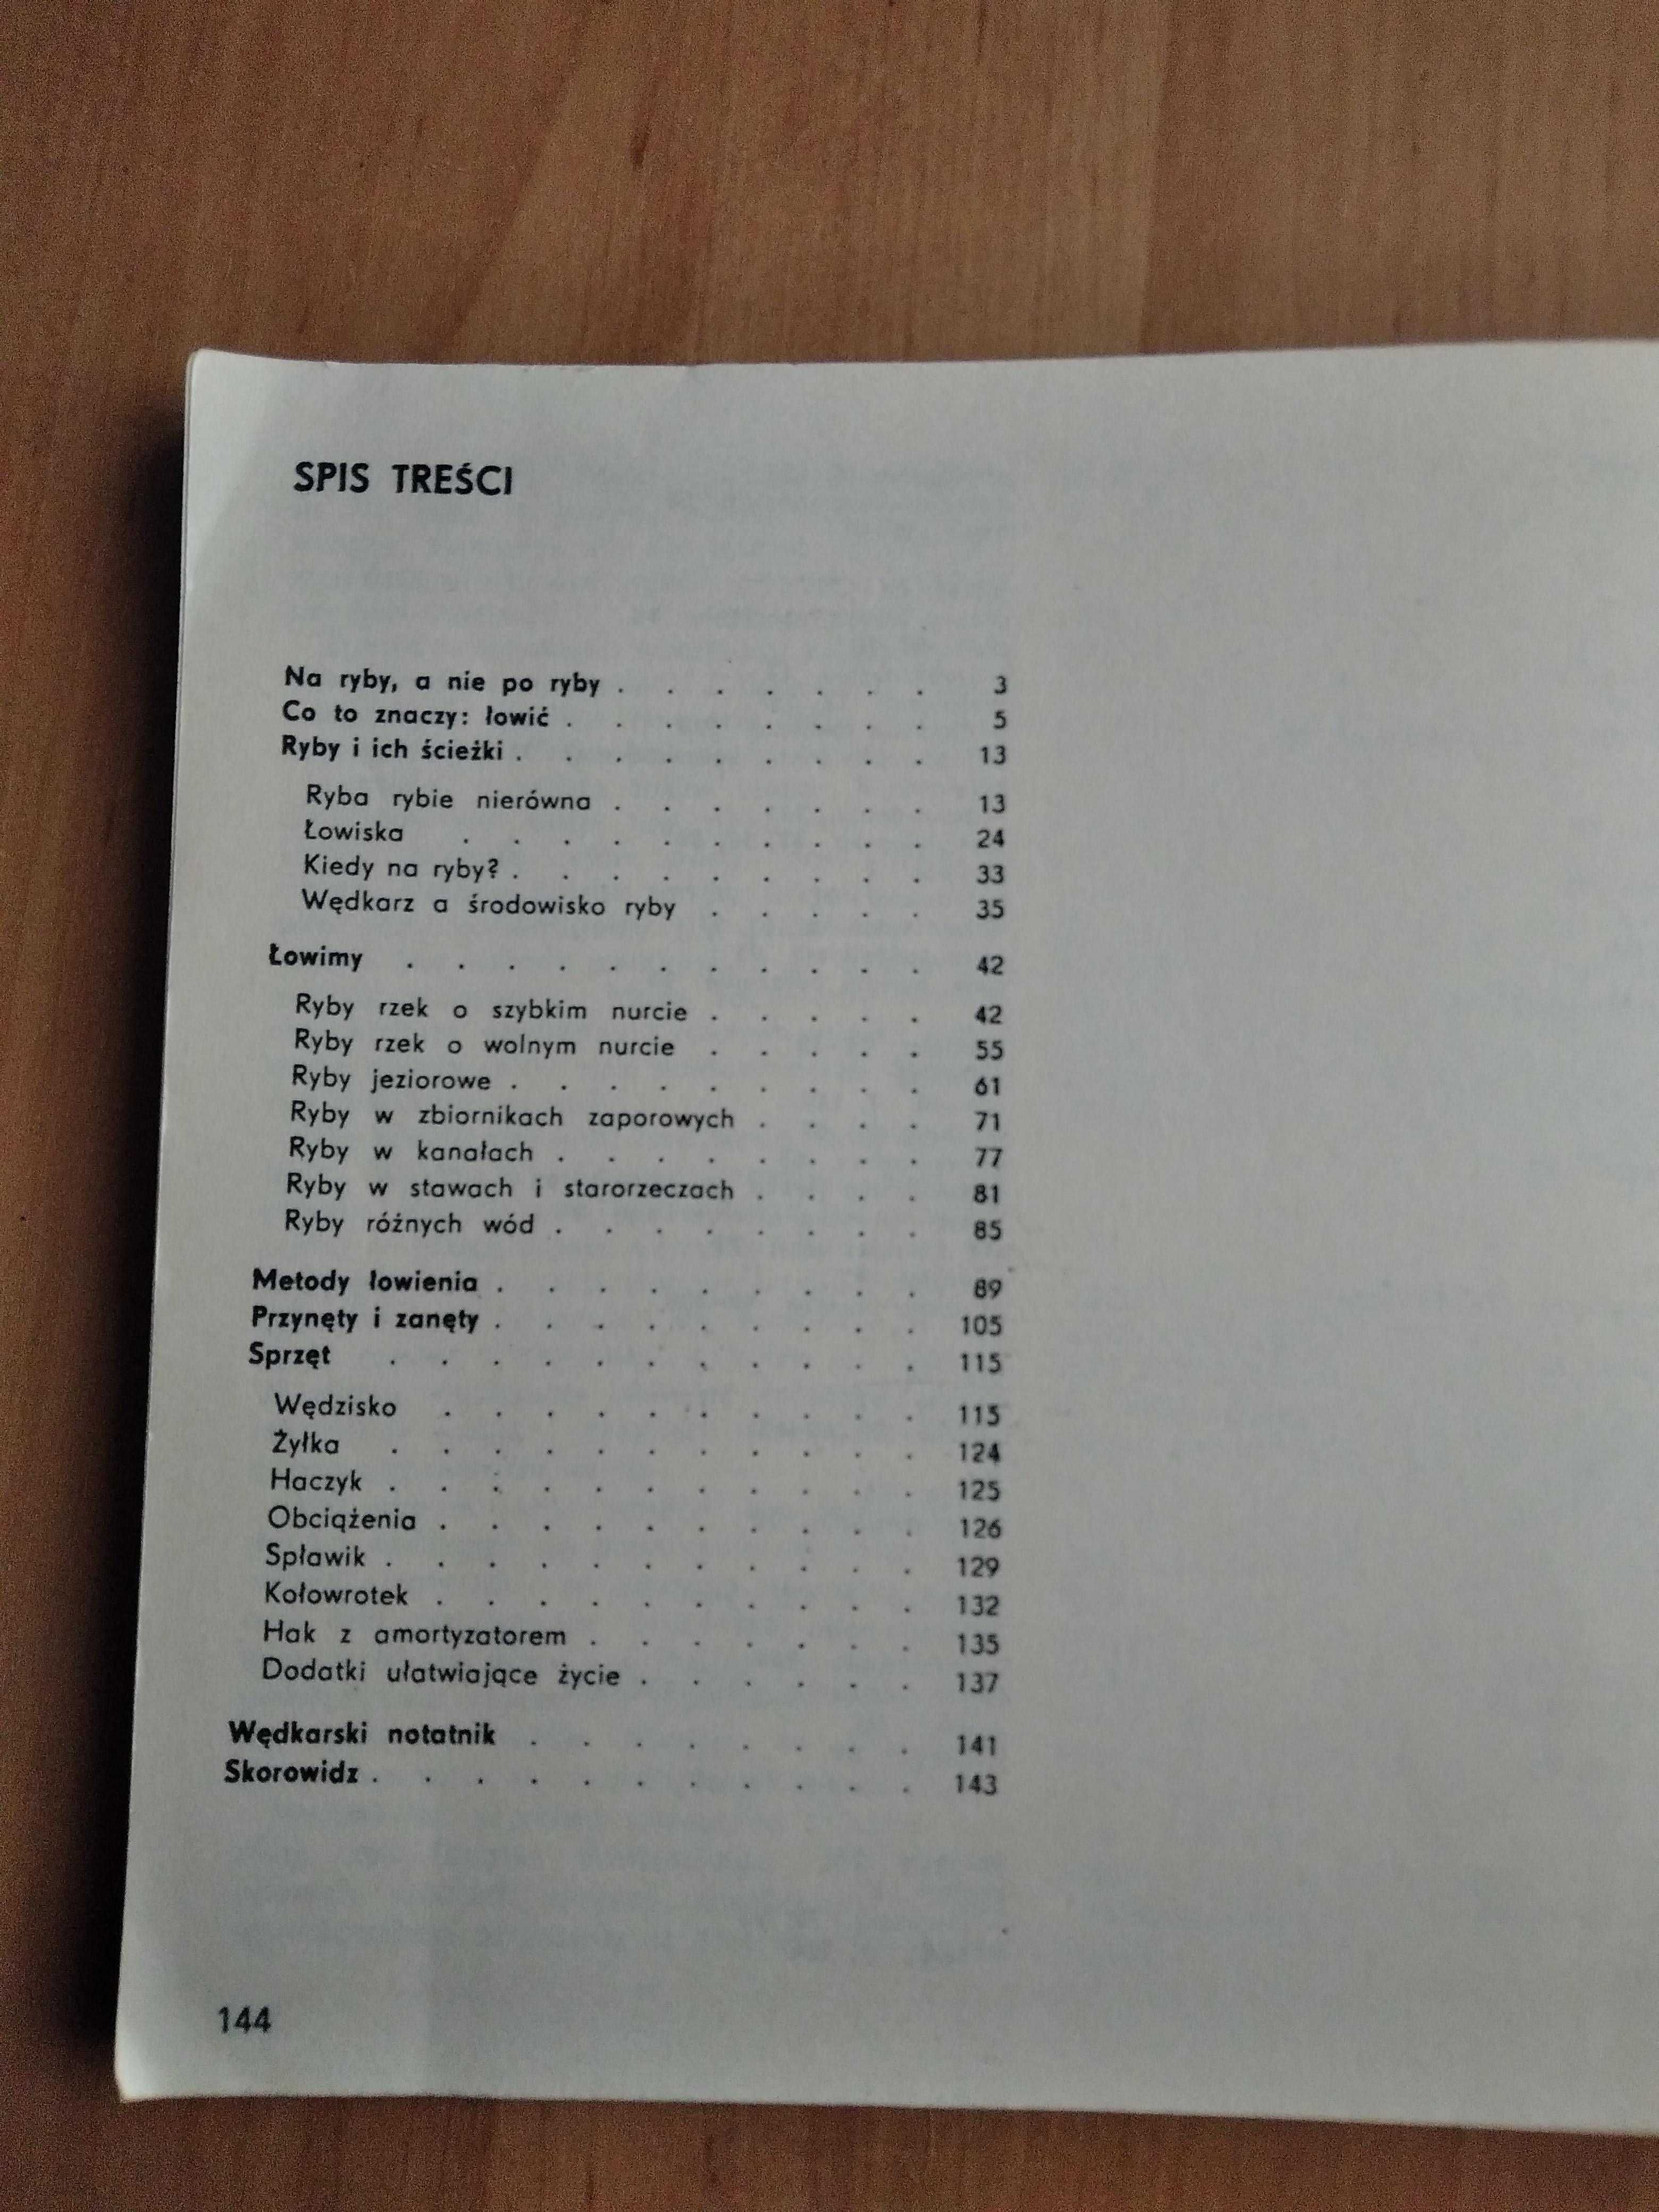 SPIS TREŚCI
Na ryby, a nie po ryby . . . . . . . 3
Co to znaczy: łowić . . . . . . . . 5
Ryby i ich ścieżki . . . . . . . . . 13
Ryba rybie nierówna . . . . . . . 13
Łowiska . . . . . . . . . . 24
Kiedy na ryby? . . . . . . . . . 33
Wędkarz a środowisko ryby . . . . . 35
Łowimy . . . . . . . . . . . 42
Ryby rzek o szybkim nurcie . . . . . 42
Ryby rzek o wolnym nurcie . . . . . 55
Ryby jeziorowe . . . . . . . . . 61
Ryby w zbiornikach zaporowych . . . . 71
Ryby w kanałach . . . . . . . . 77
Ryby w stawach i starorzeczach . . . . 81
Ryby różnych wód . . . . . . . . 85
Metody łowienia . . . . . . . . . 89
Przynęty i zanęty . . . . . . . . . 105
Sprzęt . . . . . . . . . . . 115
Wędzisko . . . . . . . . . . 115
Żyłka . . . . . . . . . . . 124
Haczyk . . . . . . . . . . . 125
Obciążenia . . . . . . . . . . 126
Spławik . . . . . . . . . . . 129
Kołowrotek . . . . . . . . . . 132
Hak z amortyzatorem . . . . . . . 135
Dodatki ułatwiające życie . . . . . . 137
Wędkarski notatnik . . . . . . . . 141
Skorowidz . . . . . . . . . . . 143
144